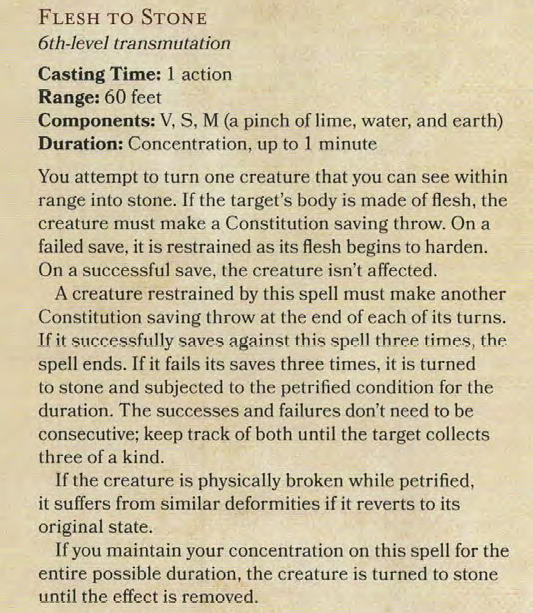 FLESH TO STONE
6th-level transmutation
Casting Time: 1 action
Range: 60 feet
Components: V, S, M (a pinch of lime, water, and earth)
Duration: Concentration, up to 1 minute
You attempt to turn one creature that you can see within
range into stone. If the target's body is made of flesh, the
creature must make a Constitution saving throw. On a
failed save, it is restrained as its flesh begins to harden.
On a successful save, the creature isn't affected.
A creature restrained by this spell must make another
Constitution saving throw at the end of each of its turns.
If it successfully saves against this spell three times, the
spell ends. If it fails its saves three times, it is turned
to stone and subjected to the petrified condition for the
duration. The successes and failures don't need to be
consecutive; keep track of both until the target collects
three of a kind.
If the creature is physically broken while petrified,
it suffers from similar deformities if it reverts to its
original state.
If you maintain your concentration on this spell for the
entire possible duration, the creature is turned to stone
until the effect is removed.